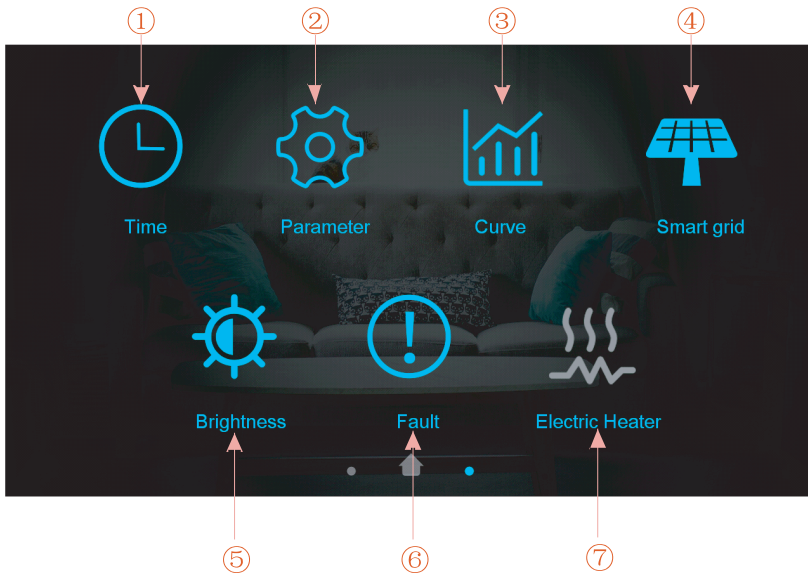 ① ② ③ ④
Time Parameter Curve Smart grid
Brightness Fault Electric Heater
⑤ ⑥ ⑦